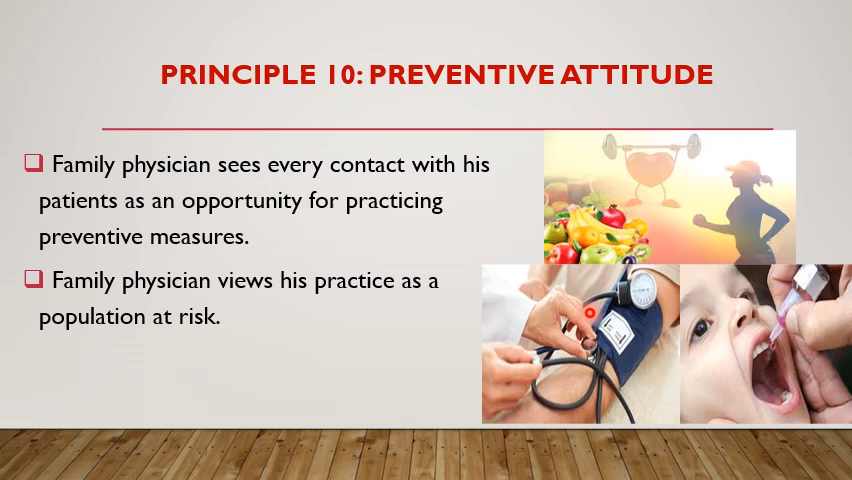 PRINCIPLE 10: PREVENTIVE ATTITUDE
Family physician sees every contact with his
patients as an opportunity for practicing
preventive measures.
Family physician views his practice as a
population at risk.